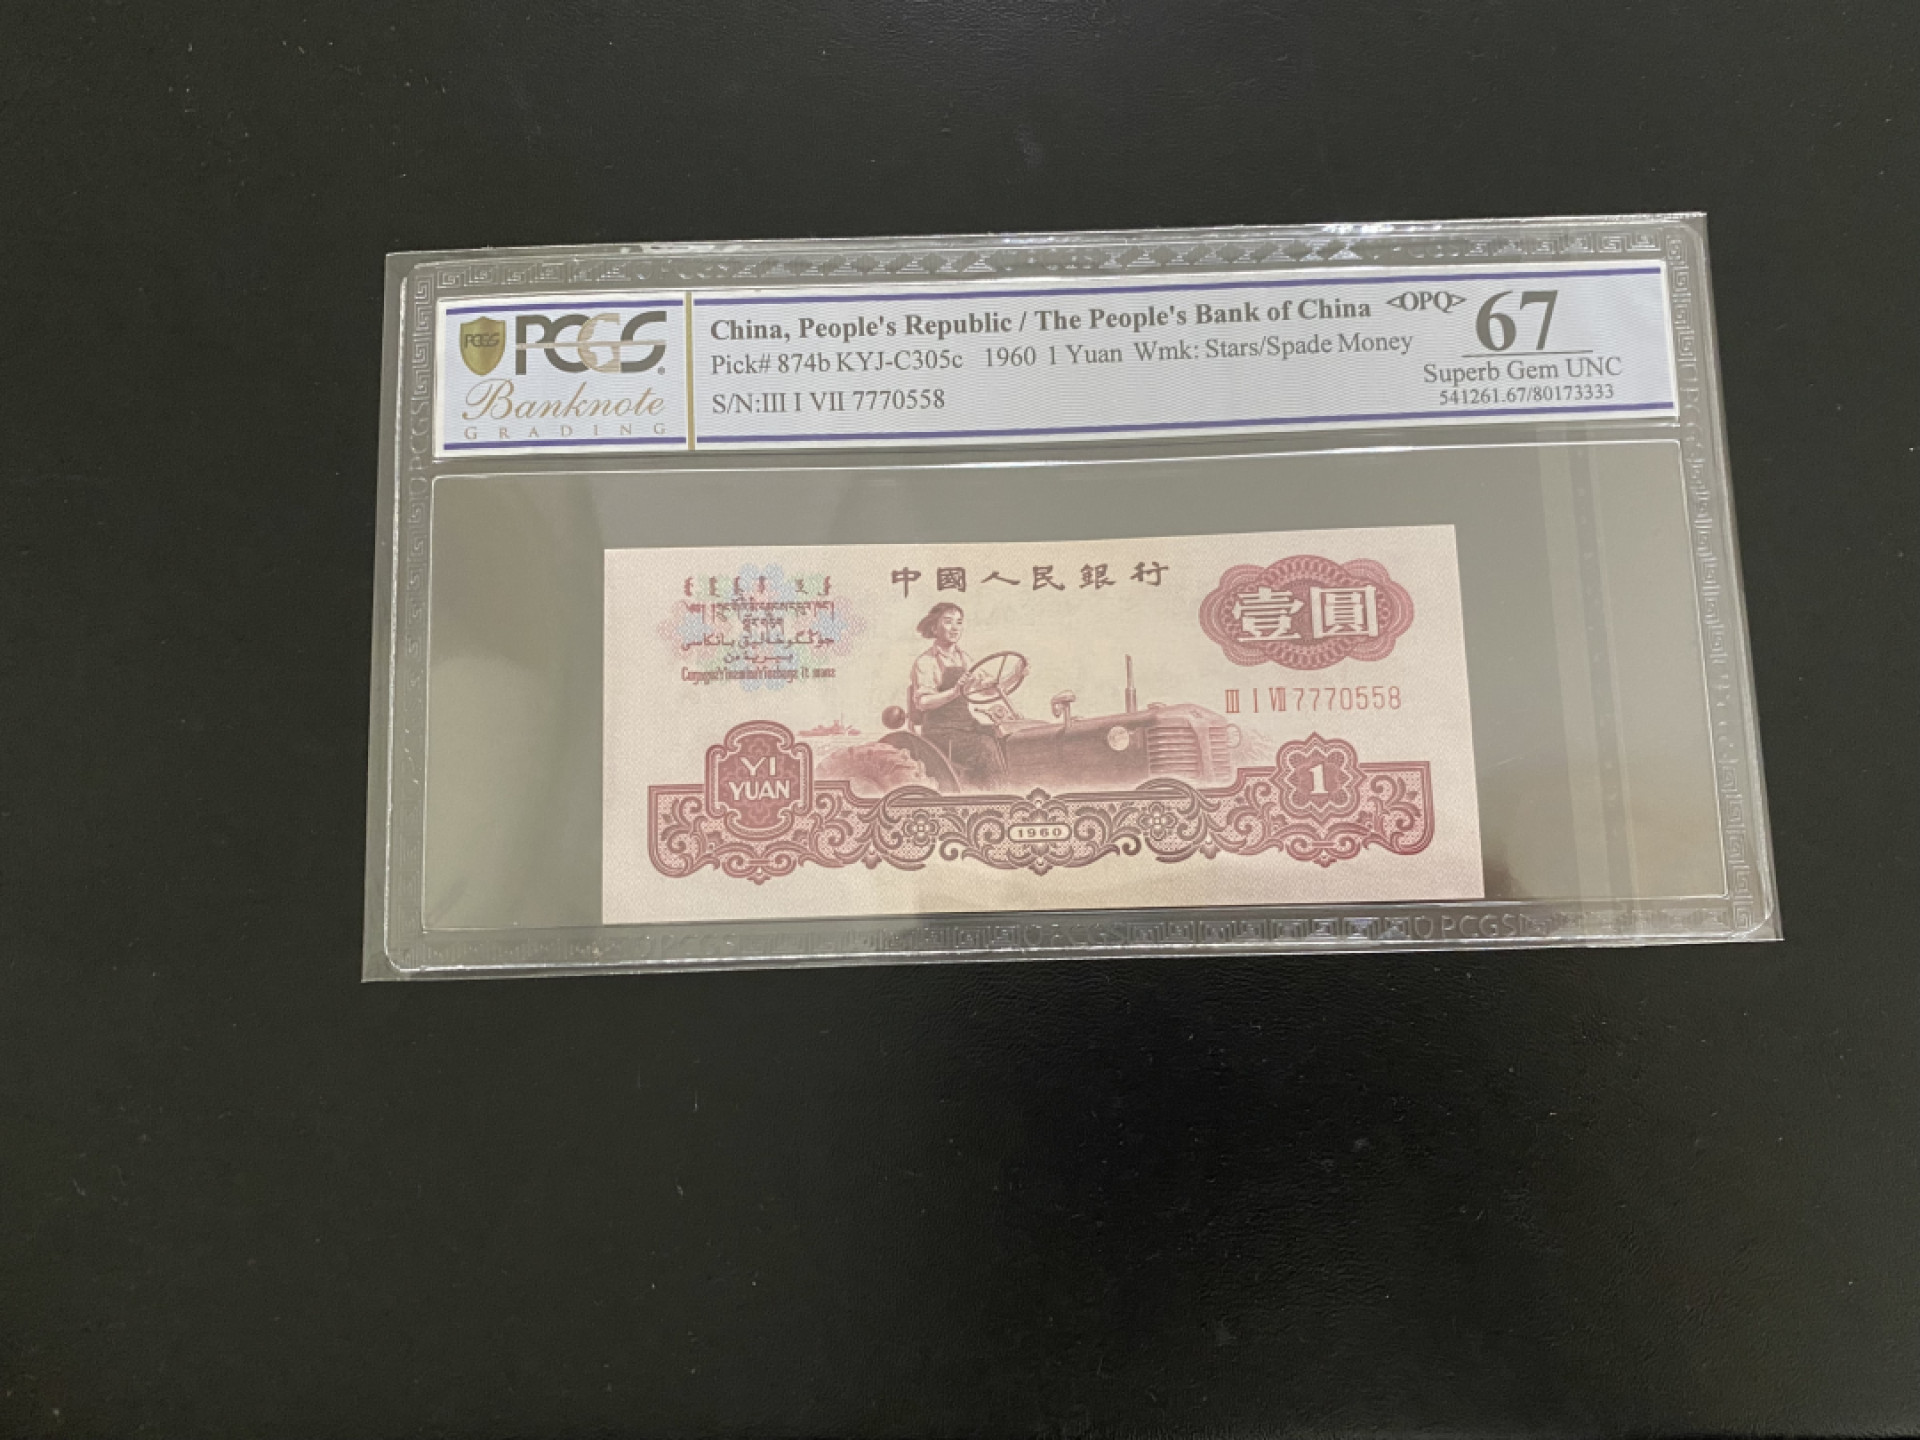 PCGS
PCGS
Banknote
GRADING
China, People's Republic / The People's Bank of China
Pick# 874b KYJ-C305c 1960 1 Yuan Wmk: Stars/Spade Money
S/N:III I VII 7770558
<OPQ> 67
Superb Gem UNC
541261.67/80173333
中國人民銀行
壹圓
III I VII 7770558
YI
YUAN
1960
1